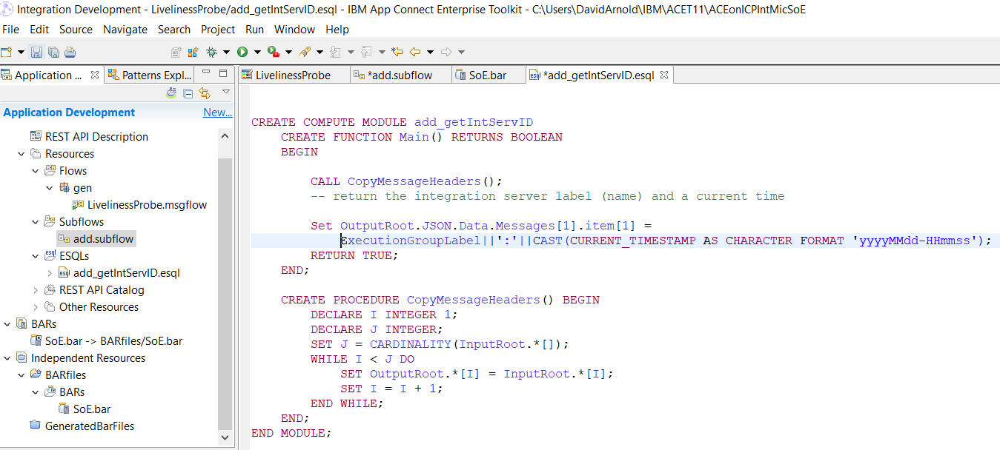 Integration Development - LivelinessProbe/add_getIntServID.esql - IBM App Connect Enterprise Toolkit - C:\Users\DavidArnold\IBM\ACET11\ACEonICPIntMicSoE
File Edit Source Navigate Search Project Run Window Help
Application ... Patterns Expl...
Application Development New...
REST API Description
Resources
Flows
gen
LivelinessProbe.msgflow
Subflows
add.subflow
ESQLs
add_getIntServID.esql
REST API Catalog
Other Resources
BARs
SoE.bar -> BARfiles/SoE.bar
Independent Resources
BARfiles
BARs
SoE.bar
GeneratedBarFiles
LivelinessProbe *add.subflow SoE.bar *add_getIntServID.esql
CREATE COMPUTE MODULE add_getIntServID
CREATE FUNCTION Main() RETURNS BOOLEAN
BEGIN
CALL CopyMessageHeaders();
-- return the integration server label (name) and a current time
Set OutputRoot.JSON.Data.Messages[1].item[1] =
ExecutionGroupLabel||':'||CAST(CURRENT_TIMESTAMP AS CHARACTER FORMAT 'yyyyMMdd-HHmmss');
RETURN TRUE;
END;
CREATE PROCEDURE CopyMessageHeaders() BEGIN
DECLARE I INTEGER 1;
DECLARE J INTEGER;
SET J = CARDINALITY(InputRoot.*[]);
WHILE I < J DO
SET OutputRoot.*[I] = InputRoot.*[I];
SET I = I + 1;
END WHILE;
END;
END MODULE;